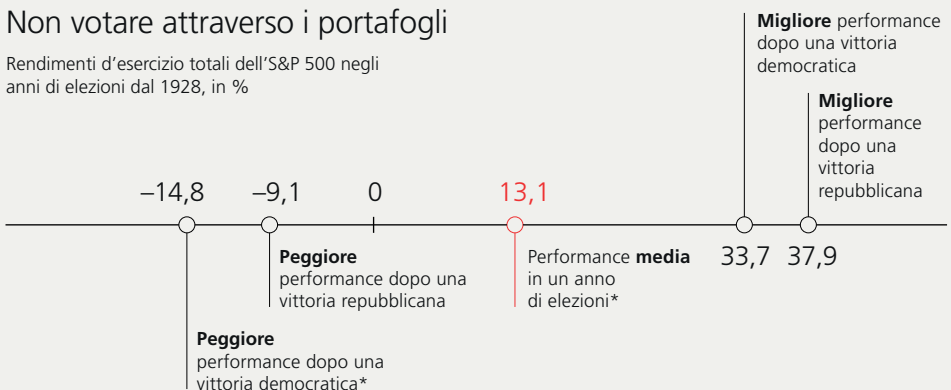 Non votare attraverso i portafogli
Rendimenti d'esercizio totali dell'S&P 500 negli
anni di elezioni dal 1928, in %
Migliore performance
dopo una vittoria
democratica
Migliore
performance
dopo una
vittoria
repubblicana
–14,8
–9,1
0
13,1
33,7
37,9
Peggiore
performance dopo una
vittoria repubblicana
Performance media
in un anno
di elezioni*
Peggiore
performance dopo una
vittoria democratica*